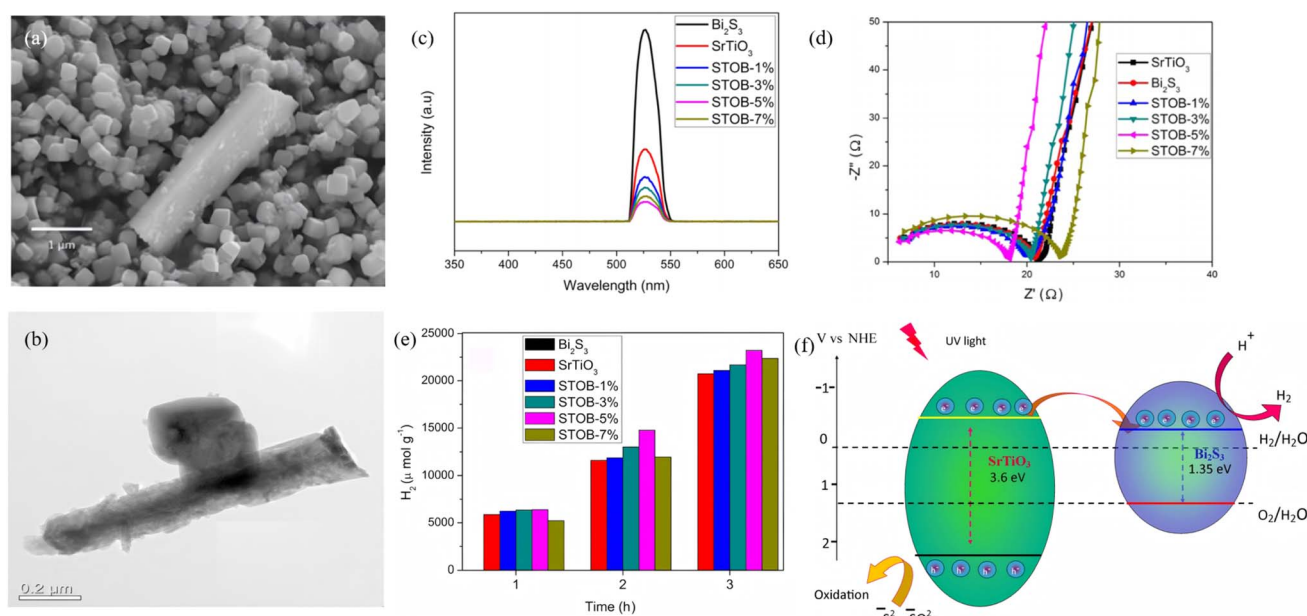 (a)
1 μm
(b)
0.2 μm
(c)
Intensity (a.u)
Bi₂S₃
SrTiO₃
STOB-1%
STOB-3%
STOB-5%
STOB-7%
350 400 450 500 550 600 650
Wavelength (nm)
(d)
-Z" (Ω)
50
40
30
20
10
0
SrTiO₃
Bi₂S₃
STOB-1%
STOB-3%
STOB-5%
STOB-7%
10 20 30 40
Z' (Ω)
(e)
H₂ (μ mol g⁻¹)
25000
20000
15000
10000
5000
0
Bi₂S₃
SrTiO₃
STOB-1%
STOB-3%
STOB-5%
STOB-7%
1 2 3
Time (h)
(f)
V vs NHE
UV light
H⁺
H₂
-1
0
1
2
H₂/H₂O
O₂/H₂O
SrTiO₃
3.6 eV
Bi₂S₃
1.35 eV
Oxidation